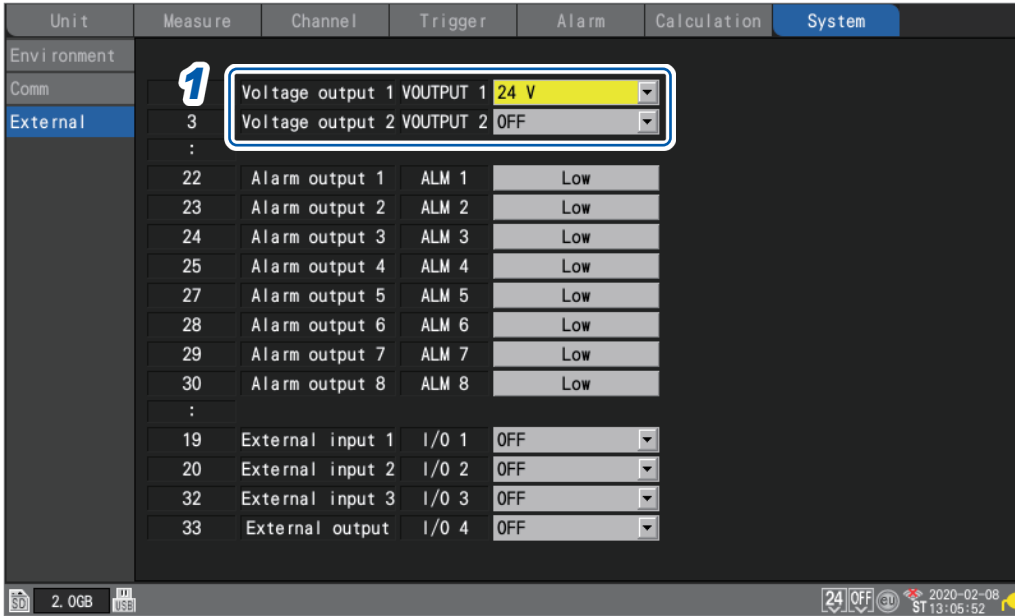 Unit Measure Channel Trigger Alarm Calculation System
Environment
Comm
External
1
Voltage output 1 VOUTPUT 1 24 V
3 Voltage output 2 VOUTPUT 2 OFF
:
22 Alarm output 1 ALM 1 Low
23 Alarm output 2 ALM 2 Low
24 Alarm output 3 ALM 3 Low
25 Alarm output 4 ALM 4 Low
27 Alarm output 5 ALM 5 Low
28 Alarm output 6 ALM 6 Low
29 Alarm output 7 ALM 7 Low
30 Alarm output 8 ALM 8 Low
:
19 External input 1 I/O 1 OFF
20 External input 2 I/O 2 OFF
32 External input 3 I/O 3 OFF
33 External output I/O 4 OFF
SD 2.0GB USB 24 OFF EU 2020-02-08
ST 13:05:52